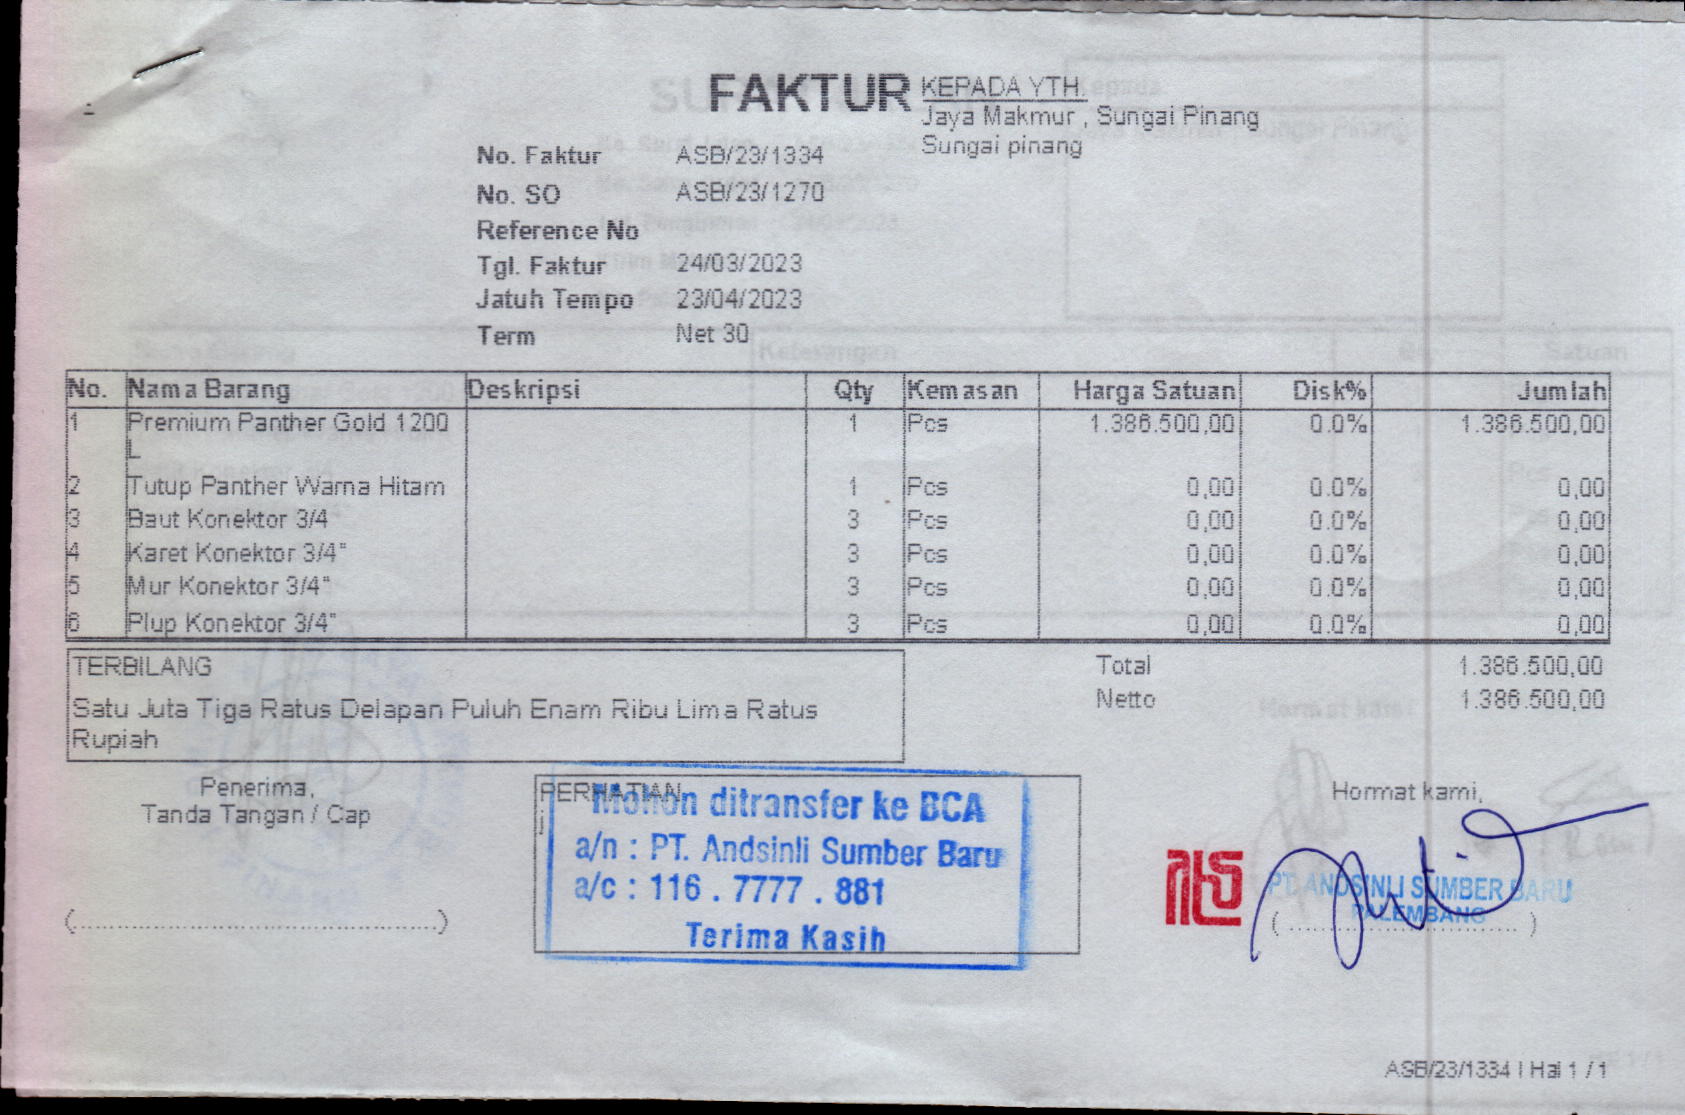 FAKTUR
KEPADA YTH.
Jaya Makmur , Sungai Pinang
Sungai pinang
No. Faktur ASB/23/1334
No. SO ASB/23/1270
Reference No
Tgl. Faktur 24/03/2023
Jatuh Tempo 23/04/2023
Term Net 30
No. Nama Barang Deskripsi Qty Kemasan Harga Satuan Disk% Jumlah
1 Premium Panther Gold 1200 1 Pcs 1.386.500,00 0.0% 1.386.500,00
L
2 Tutup Panther Warna Hitam 1 Pcs 0,00 0.0% 0,00
3 Baut Konektor 3/4 3 Pcs 0,00 0.0% 0,00
4 Karet Konektor 3/4" 3 Pcs 0,00 0.0% 0,00
5 Mur Konektor 3/4" 3 Pcs 0,00 0.0% 0,00
6 Plup Konektor 3/4" 3 Pcs 0,00 0.0% 0,00
TERBILANG
Satu Juta Tiga Ratus Delapan Puluh Enam Ribu Lima Ratus
Rupiah
Total 1.386.500,00
Netto 1.386.500,00
Penerima,
Tanda Tangan / Cap
(.......................................)
PERHATIAN
Mohon ditransfer ke BCA
a/n : PT. Andsinli Sumber Baru
a/c : 116 . 7777 . 881
Terima Kasih
Hormat kami,
PT. ANDSINLI SUMBER BARU
PALEMBANG
( ............................... )
ASB/23/1334 | Hal 1 / 1